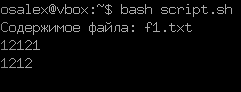 osalex@vbox:~$ bash script.sh
Содержимое файла: f1.txt
12121
1212